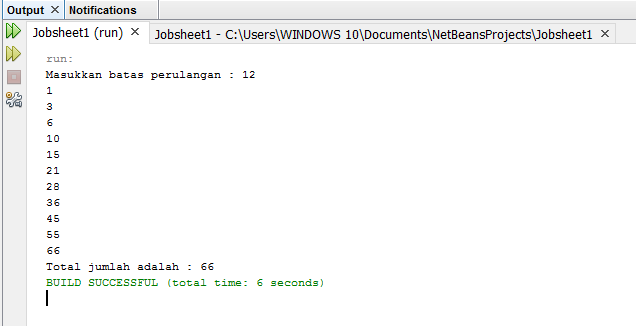 Output Notifications
Jobsheet1 (run) Jobsheet1 - C:\Users\WINDOWS 10\Documents\NetBeansProjects\Jobsheet1
run:
Masukkan batas perulangan : 12
1
3
6
10
15
21
28
36
45
55
66
Total jumlah adalah : 66
BUILD SUCCESSFUL (total time: 6 seconds)